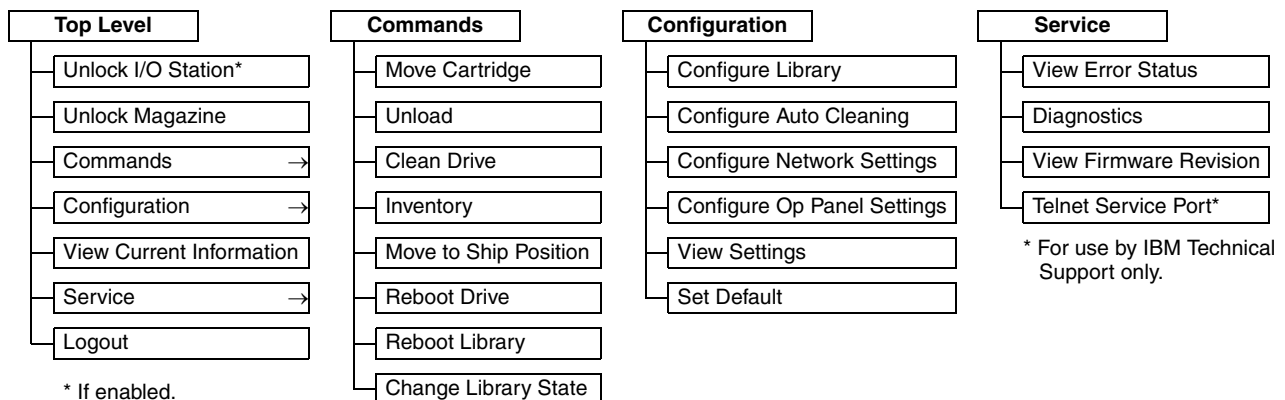 Top Level
Unlock I/O Station*
Unlock Magazine
Commands →
Configuration →
View Current Information
Service →
Logout
* If enabled.
Commands
Move Cartridge
Unload
Clean Drive
Inventory
Move to Ship Position
Reboot Drive
Reboot Library
Change Library State
Configuration
Configure Library
Configure Auto Cleaning
Configure Network Settings
Configure Op Panel Settings
View Settings
Set Default
Service
View Error Status
Diagnostics
View Firmware Revision
Telnet Service Port*
* For use by IBM Technical
Support only.